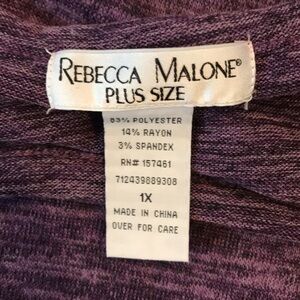 REBECCA MALONE®
PLUS SIZE
83% POLYESTER
14% RAYON
3% SPANDEX
RN# 157461
712439889308
1X
MADE IN CHINA
OVER FOR CARE